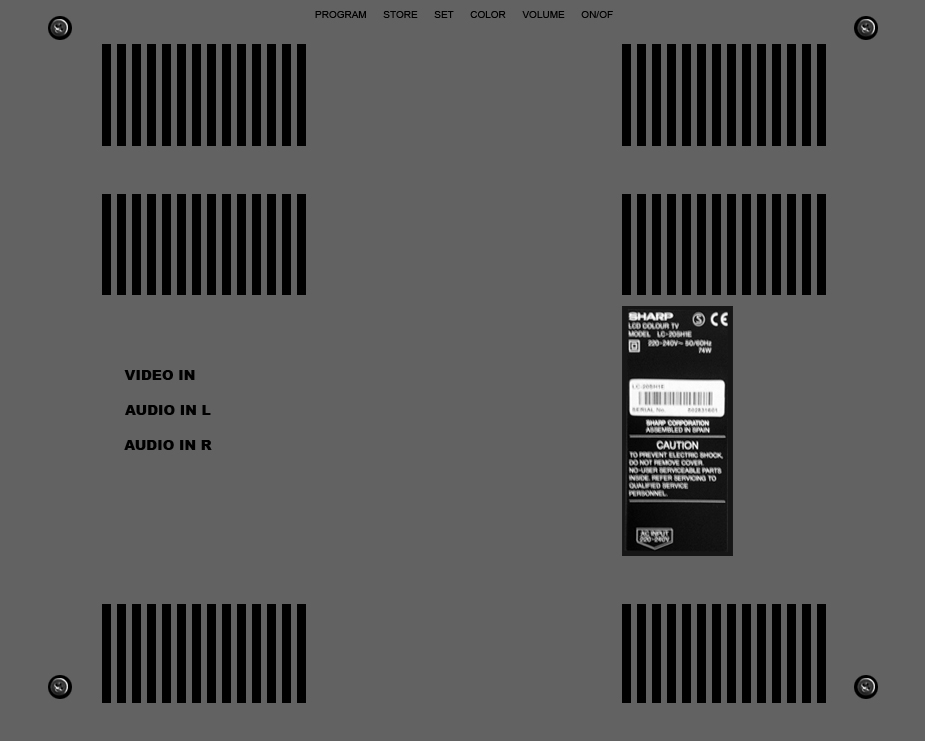 PROGRAM STORE SET COLOR VOLUME ON/OF
VIDEO IN
AUDIO IN L
AUDIO IN R
SHARP
LCD COLOUR TV
MODEL LC-20SH1E
220-240V~ 50/60Hz
74W
LC-20SH1E
SERIAL No. 502831601
SHARP CORPORATION
ASSEMBLED IN SPAIN
CAUTION
TO PREVENT ELECTRIC SHOCK,
DO NOT REMOVE COVER.
NO-USER SERVICEABLE PARTS
INSIDE. REFER SERVICING TO
QUALIFIED SERVICE
PERSONNEL.
AC INPUT
220-240V